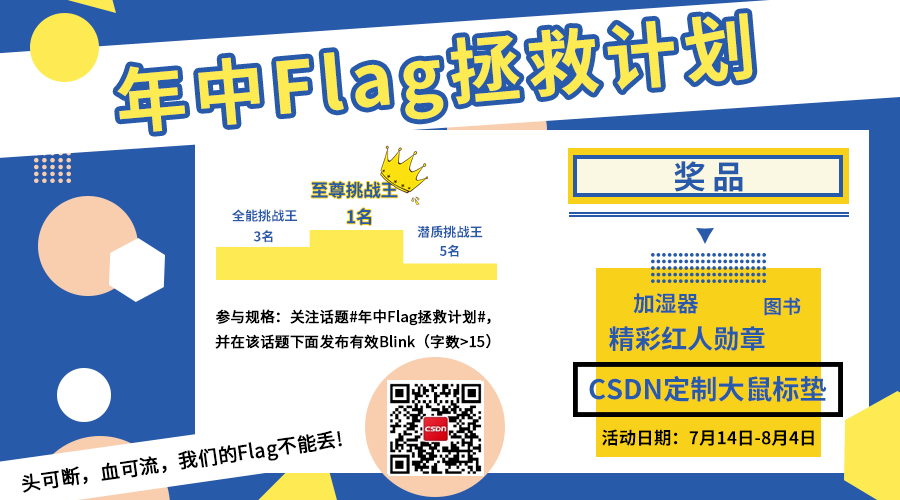 年中Flag拯救计划
至尊挑战王
1名
全能挑战王
3名
潜质挑战王
5名
参与规格：关注话题#年中Flag拯救计划#，
并在该话题下面发布有效Blink（字数>15）
CSDN
头可断，血可流，我们的Flag不能丢!
奖 品
加湿器 图书
精彩红人勋章
CSDN定制大鼠标垫
活动日期：7月14日-8月4日